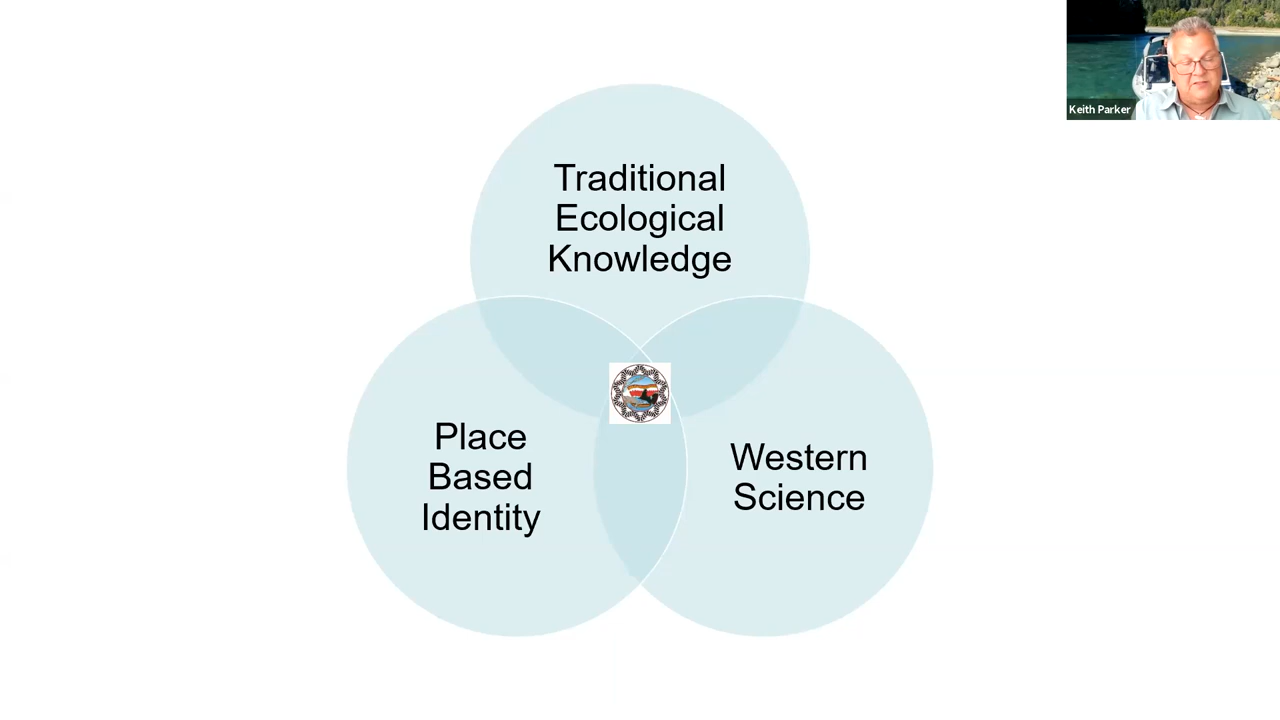 Keith Parker
Traditional
Ecological
Knowledge
Place
Based
Identity
Western
Science